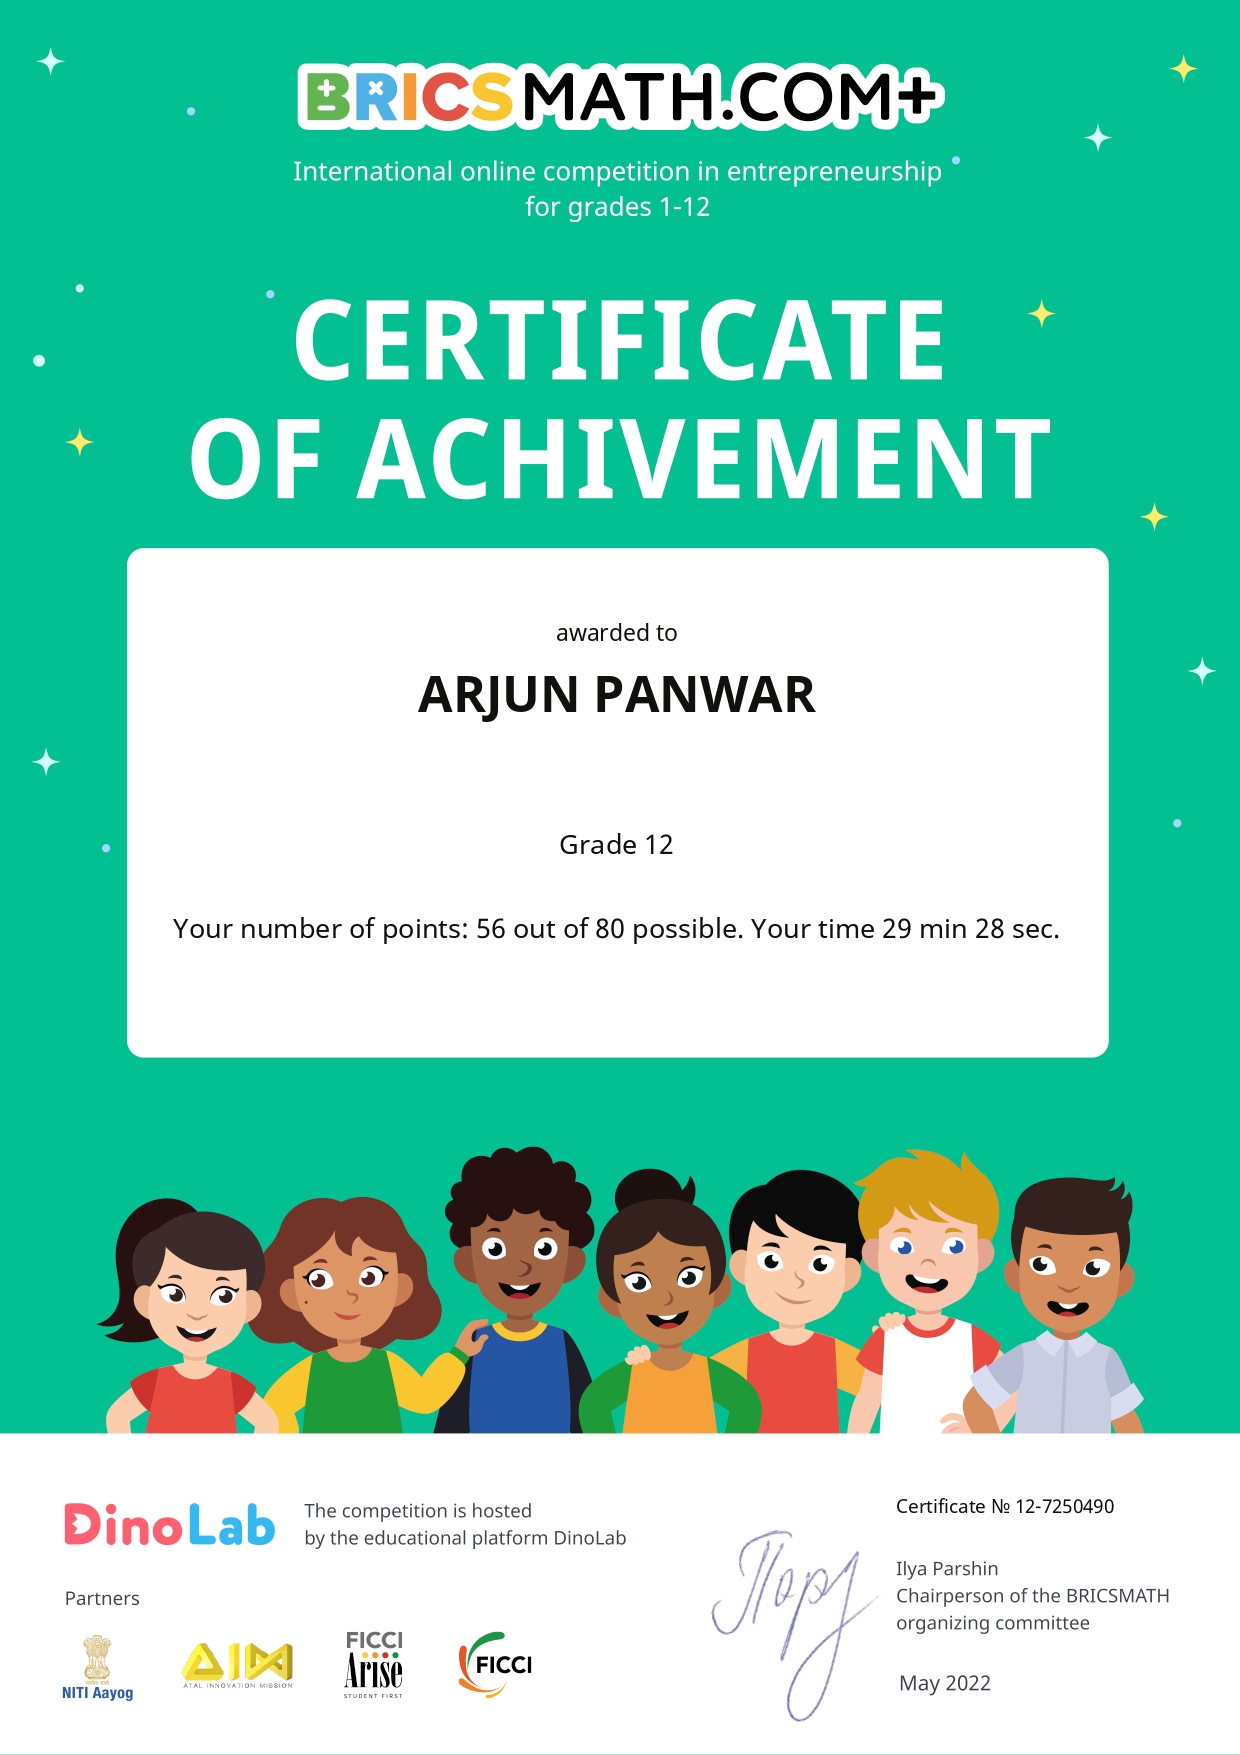 BRICSMATH.COM+
International online competition in entrepreneurship
for grades 1-12
CERTIFICATE
OF ACHIVEMENT
awarded to
ARJUN PANWAR
Grade 12
Your number of points: 56 out of 80 possible. Your time 29 min 28 sec.
DinoLab
The competition is hosted
by the educational platform DinoLab
Partners
NITI Aayog
AIM
ATAL INNOVATION MISSION
FICCI
Arise
STUDENT FIRST
FICCI
Certificate № 12-7250490
Ilya Parshin
Chairperson of the BRICSMATH
organizing committee
May 2022